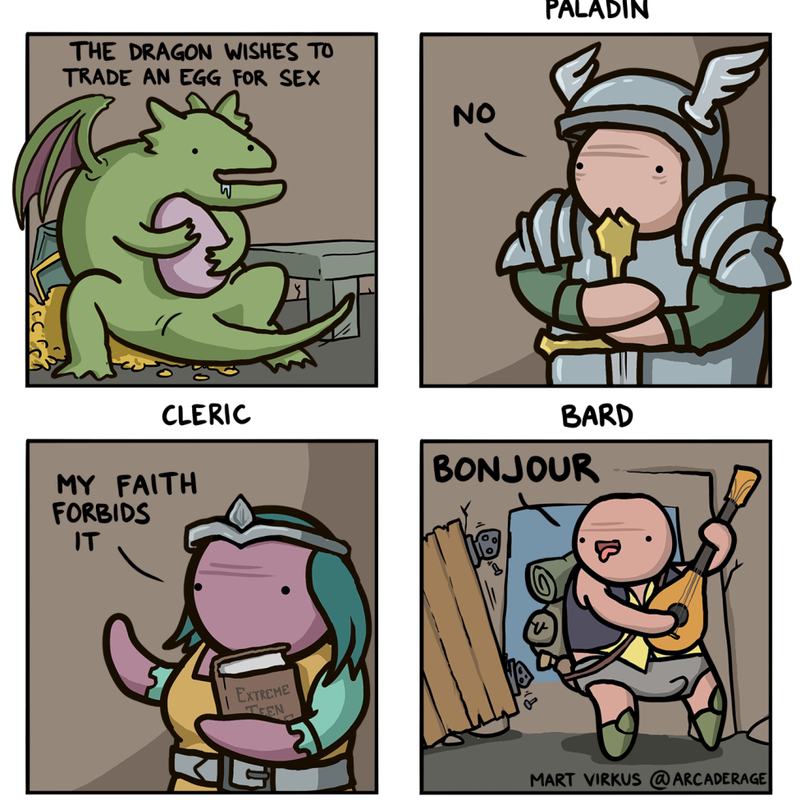 THE DRAGON WISHES TO
TRADE AN EGG FOR SEX
PALADIN
NO
CLERIC
MY FAITH
FORBIDS
IT
EXTREME
TEEN
BARD
BONJOUR
MART VIRKUS @ARCADERAGE